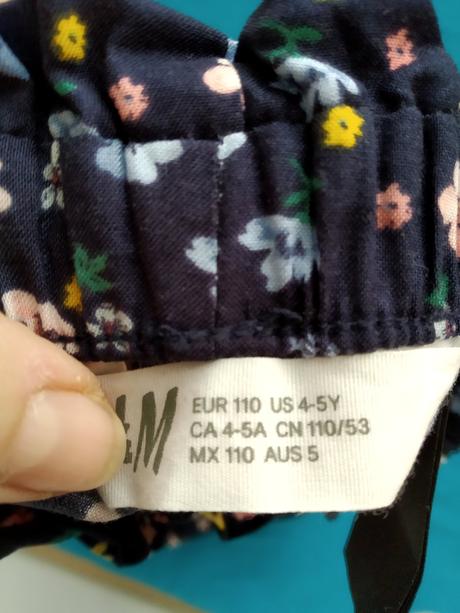 &M
EUR 110 US 4-5Y
CA 4-5A CN 110/53
MX 110 AUS 5